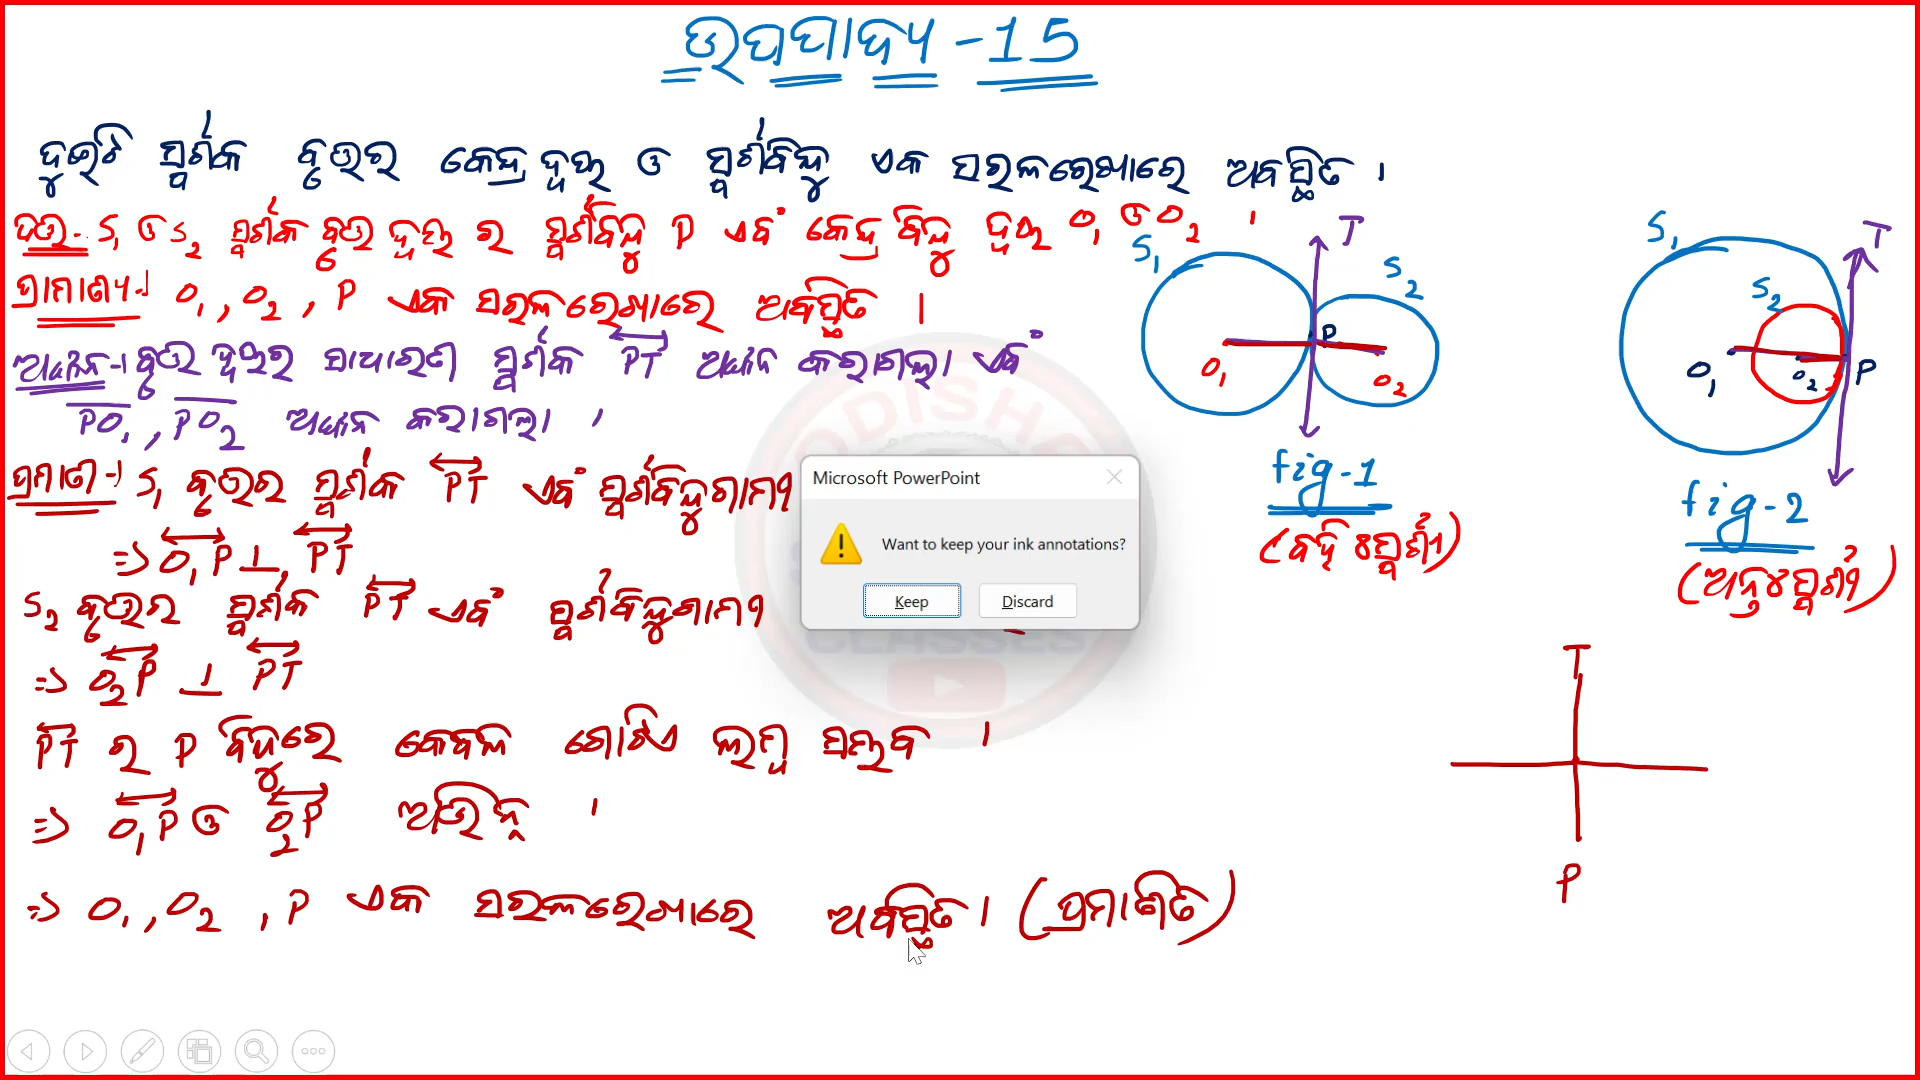 ଉପପାଦ୍ୟ -15
ଦୁଇଟି ସ୍ପର୍ଶକ ବୃତ୍ତର କେନ୍ଦ୍ର ଦ୍ୱୟ ଓ ସ୍ପର୍ଶବିନ୍ଦୁ ଏକ ସରଳରେଖାରେ ଅବସ୍ଥିତ ।
ଦତ୍ତ- S₁ ଓ S₂ ସ୍ପର୍ଶକ ବୃତ୍ତ ଦ୍ୱୟ ର ସ୍ପର୍ଶବିନ୍ଦୁ P ଏବଂ କେନ୍ଦ୍ର ବିନ୍ଦୁ ଦ୍ୱୟ O₁ ଓ O₂ ।
ପ୍ରାମାଣ୍ୟ- O₁, O₂, P ଏକ ସରଳରେଖାରେ ଅବସ୍ଥିତ ।
ଅଙ୍କନ- ବୃତ୍ତ ଦ୍ୱୟର ସାଧାରଣ ସ୍ପର୍ଶକ PT ଅଙ୍କନ କରାଗଲା ଏବଂ
PO₁, PO₂ ଅଙ୍କନ କରାଗଲା ।
ପ୍ରମାଣ- S₁ ବୃତ୍ତର ସ୍ପର୍ଶକ PT ଏବଂ ସ୍ପର୍ଶବିନ୍ଦୁଗାମୀ
⇒ O₁P ⊥ PT
S₂ ବୃତ୍ତର ସ୍ପର୍ଶକ PT ଏବଂ ସ୍ପର୍ଶବିନ୍ଦୁଗାମୀ
⇒ O₂P ⊥ PT
PT ର P ବିନ୍ଦୁରେ କେବଳ ଗୋଟିଏ ଲମ୍ବ ସମ୍ଭବ ।
⇒ O₁P ଓ O₂P ଅଭିନ୍ନ ।
⇒ O₁, O₂, P ଏକ ସରଳରେଖାରେ ଅବସ୍ଥିତ । (ପ୍ରମାଣିତ)
S₁ T S₂
O₁ P O₂
fig-1
(ବହିଃସ୍ପର୍ଶୀ)
S₁ S₂ T
O₁ O₂ P
fig-2
(ଅନ୍ତଃସ୍ପର୍ଶୀ)
T
P
Microsoft PowerPoint
Want to keep your ink annotations?
Keep Discard
ODISHA
CLASSES